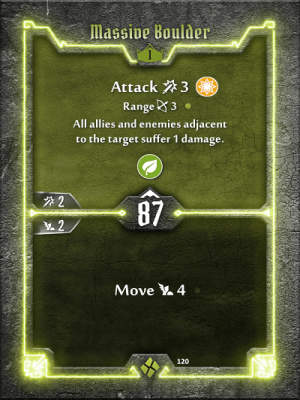 Massive Boulder
1
Attack 3
Range 3
All allies and enemies adjacent
to the target suffer 1 damage.
2
87
2
Move 4
120